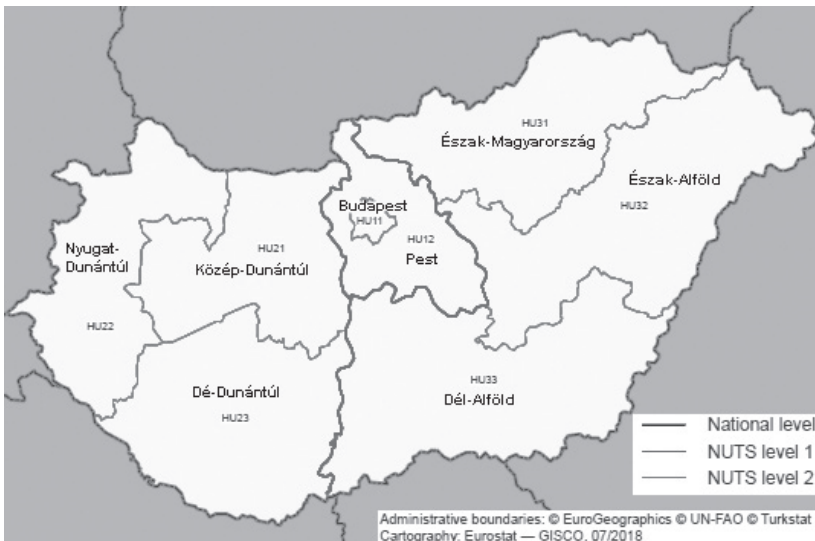 HU31
Észak-Magyarország
Észak-Alföld
HU32
Budapest
HU11
HU12
Pest
Nyugat-
Dunántúl
HU22
HU21
Közép-Dunántúl
Dé-Dunántúl
HU23
HU33
Dél-Alföld
National level
NUTS level 1
NUTS level 2
Administrative boundaries: © EuroGeographics © UN-FAO © Turkstat
Cartography: Eurostat — GISCO, 07/2018